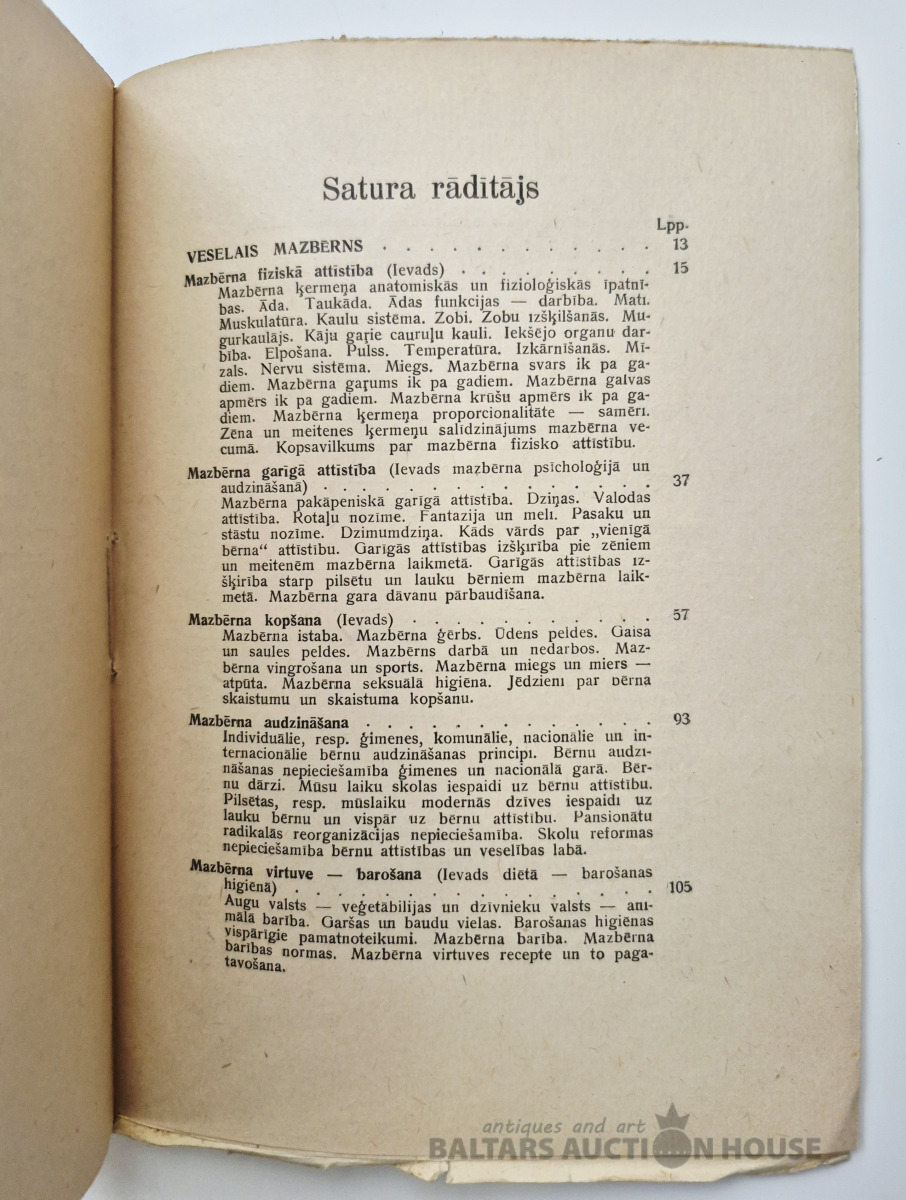 Satura rādītājs
Lpp.
VESELAIS MAZBĒRNS . . . . . . . . . . . . 13
Mazbērna fiziskā attīstība (Ievads) . . . . . . . . . 15
Mazbērna ķermeņa anatomiskās un fizioloģiskās īpatnī-
bas. Āda. Taukāda. Ādas funkcijas — darbība. Mati.
Muskulatūra. Kaulu sistēma. Zobi. Zobu izšķilšanās. Mu-
gurkaulājs. Kāju garie cauruļu kauli. Iekšējo organu dar-
bība. Elpošana. Pulss. Temperatūra. Izkārnīšanās. Mī-
zals. Nervu sistēma. Miegs. Mazbērna svars ik pa ga-
diem. Mazbērna gaŗums ik pa gadiem. Mazbērna galvas
apmērs ik pa gadiem. Mazbērna krūšu apmērs ik pa ga-
diem. Mazbērna ķermeņa proporcionalitāte — samēri.
Zēna un meitenes ķermeņu salīdzinājums mazbērna ve-
cumā. Kopsavilkums par mazbērna fizisko attīstību.
Mazbērna garīgā attīstība (Ievads mazbērna psīcholoģijā un
audzināšanā) . . . . . . . . . . . . . . 37
Mazbērna pakāpeniskā garīgā attīstība. Dziņas. Valodas
attīstība. Rotaļu nozīme. Fantazija un meli. Pasaku un
stāstu nozīme. Dzimumdziņa. Kāds vārds par „vienīgā
bērna“ attīstību. Garīgās attīstības izšķirība pie zēniem
un meitenēm mazbērna laikmetā. Garīgās attīstības iz-
šķirība starp pilsētu un lauku bērniem mazbērna laik-
metā. Mazbērna gara dāvanu pārbaudīšana.
Mazbērna kopšana (Ievads) . . . . . . . . . . . 57
Mazbērna istaba. Mazbērna ģērbs. Ūdens peldes. Gaisa
un saules peldes. Mazbērns darbā un nedarbos. Maz-
bērna vingrošana un sports. Mazbērna miegs un miers —
atpūta. Mazbērna seksuālā higiēna. Jēdzieni par bērna
skaistumu un skaistuma kopšanu.
Mazbērna audzināšana . . . . . . . . . . . . . 93
Individuālie, resp. ģimenes, komunālie, nacionālie un in-
ternacionālie bērnu audzināšanas principi. Bērnu audzi-
nāšanas nepieciešamība ģimenes un nacionālā garā. Bēr-
nu dārzi. Mūsu laiku skolas iespaidi uz bērnu attīstību.
Pilsētas, resp. mūslaiku modernās dzīves iespaidi uz
lauku bērnu un vispār uz bērnu attīstību. Pansionātu
radikalās reorganizācijas nepieciešamība. Skolu reformas
nepieciešamība bērnu attīstības un veselības labā.
Mazbērna virtuve — barošana (Ievads diētā — barošanas
higiēnā) . . . . . . . . . . . . . . . . 105
Augu valsts — veģetābilijas un dzīvnieku valsts — ani-
mālā barība. Garšas un baudu vielas. Barošanas higiēnas
vispārīgie pamatnoteikumi. Mazbērna barība. Mazbērna
barības normas. Mazbērna virtuves recepte un to paga-
tavošana.
antiques and art
BALTARS AUCTION HOUSE